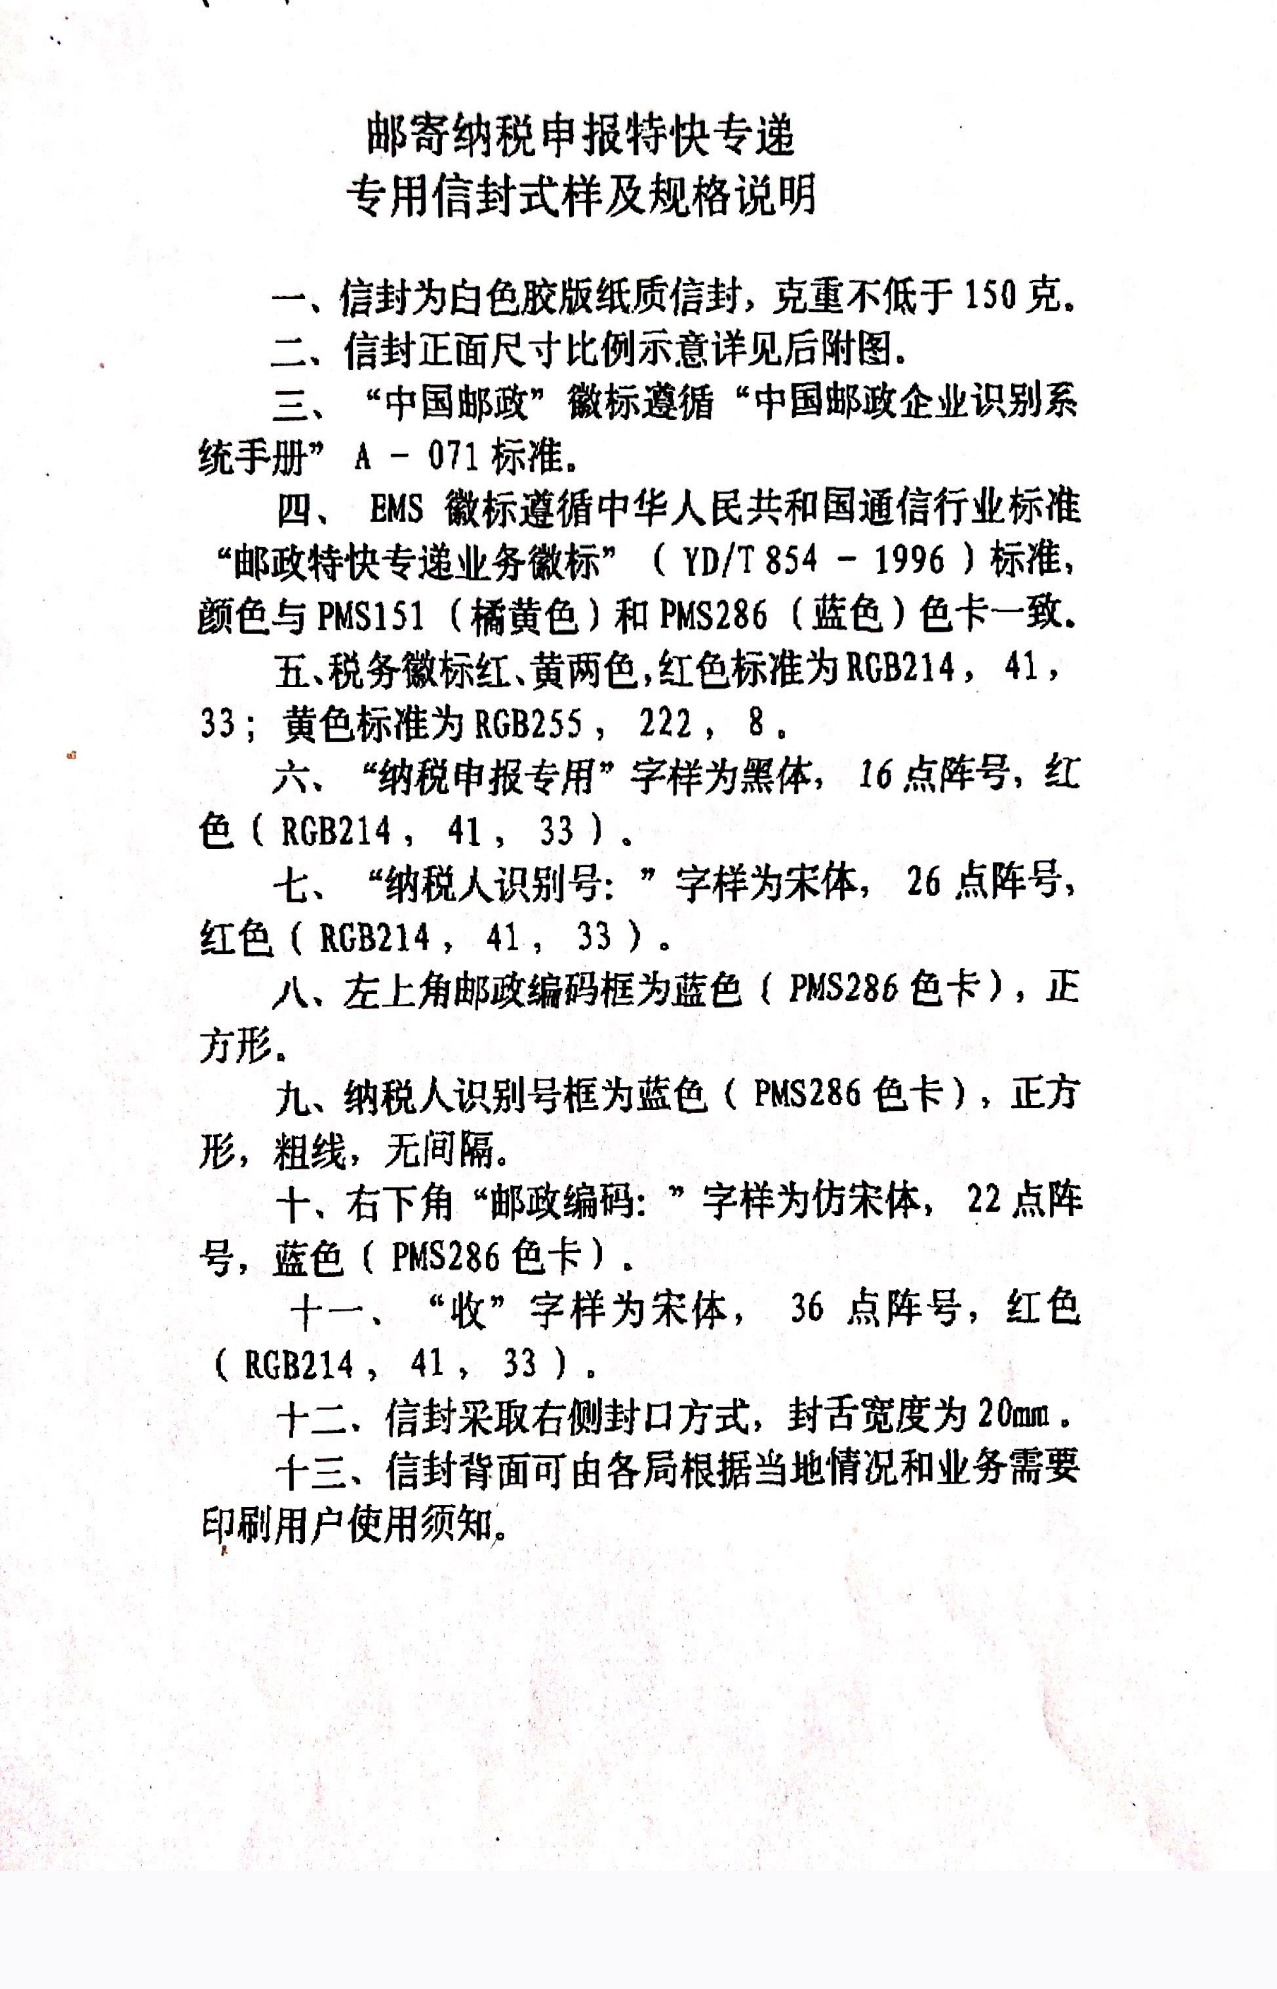 邮寄纳税申报特快专递
专用信封式样及规格说明
一、信封为白色胶版纸质信封，克重不低于150克。
二、信封正面尺寸比例示意详见后附图。
三、“中国邮政”徽标遵循“中国邮政企业识别系
统手册”A－071标准。
四、EMS徽标遵循中华人民共和国通信行业标准
“邮政特快专递业务徽标”（YD/T854－1996）标准，
颜色与PMS151（橘黄色）和PMS286（蓝色）色卡一致。
五、税务徽标红、黄两色,红色标准为RGB214，41，
33；黄色标准为RGB255，222，8。
六、“纳税申报专用”字样为黑体，16点阵号，红
色（RGB214，41，33）。
七、“纳税人识别号：”字样为宋体，26点阵号，
红色（RGB214，41，33）。
八、左上角邮政编码框为蓝色（PMS286色卡），正
方形。
九、纳税人识别号框为蓝色（PMS286色卡），正方
形，粗线，无间隔。
十、右下角“邮政编码：”字样为仿宋体，22点阵
号，蓝色（PMS286色卡）。
十一、“收”字样为宋体，36点阵号，红色
（RGB214，41，33）。
十二、信封采取右侧封口方式，封舌宽度为20mm。
十三、信封背面可由各局根据当地情况和业务需要
印刷用户使用须知。